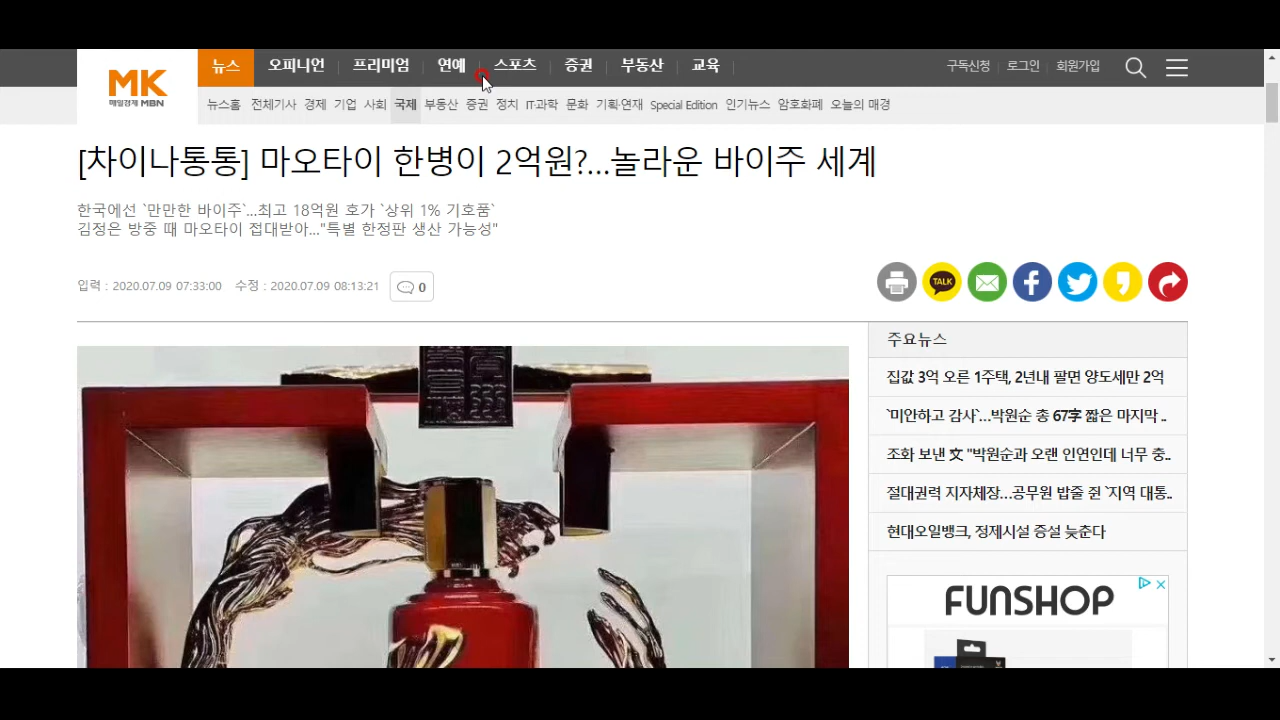 MK
매일경제 MBN
뉴스 오피니언 프리미엄 연예 스포츠 증권 부동산 교육
구독신청 로그인 회원가입
뉴스홈 전체기사 경제 기업 사회 국제 부동산 증권 정치 IT·과학 문화 기획·연재 Special Edition 인기뉴스 암호화폐 오늘의 매경
[차이나통통] 마오타이 한병이 2억원?...놀라운 바이주 세계
한국에선 `만만한 바이주`...최고 18억원 호가 `상위 1% 기호품`
김정은 방중 때 마오타이 접대받아..."특별 한정판 생산 가능성"
입력 : 2020.07.09 07:33:00 수정 : 2020.07.09 08:13:21 0
TALK
주요뉴스
집값 3억 오른 1주택, 2년내 팔면 양도세만 2억
`미안하고 감사`...박원순 총 67字 짧은 마지막 ..
조화 보낸 文 "박원순과 오랜 인연인데 너무 충..
절대권력 지자체장...공무원 밥줄 쥔 `지역 대통..
현대오일뱅크, 정제시설 증설 늦춘다
FUNSHOP